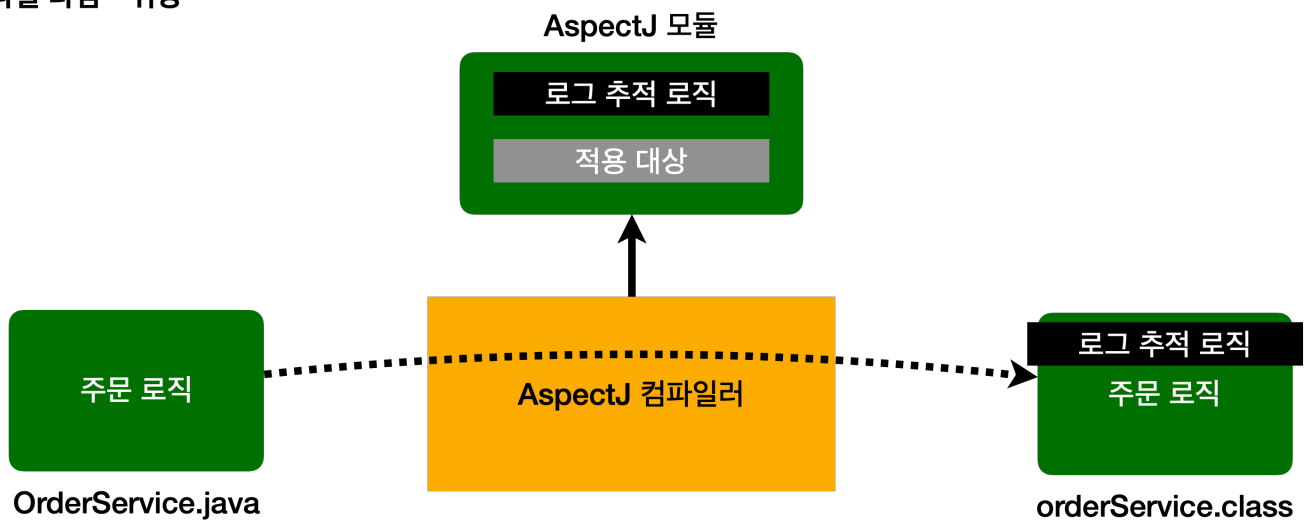 AspectJ 모듈
로그 추적 로직
적용 대상
주문 로직
AspectJ 컴파일러
로그 추적 로직
주문 로직
OrderService.java
orderService.class